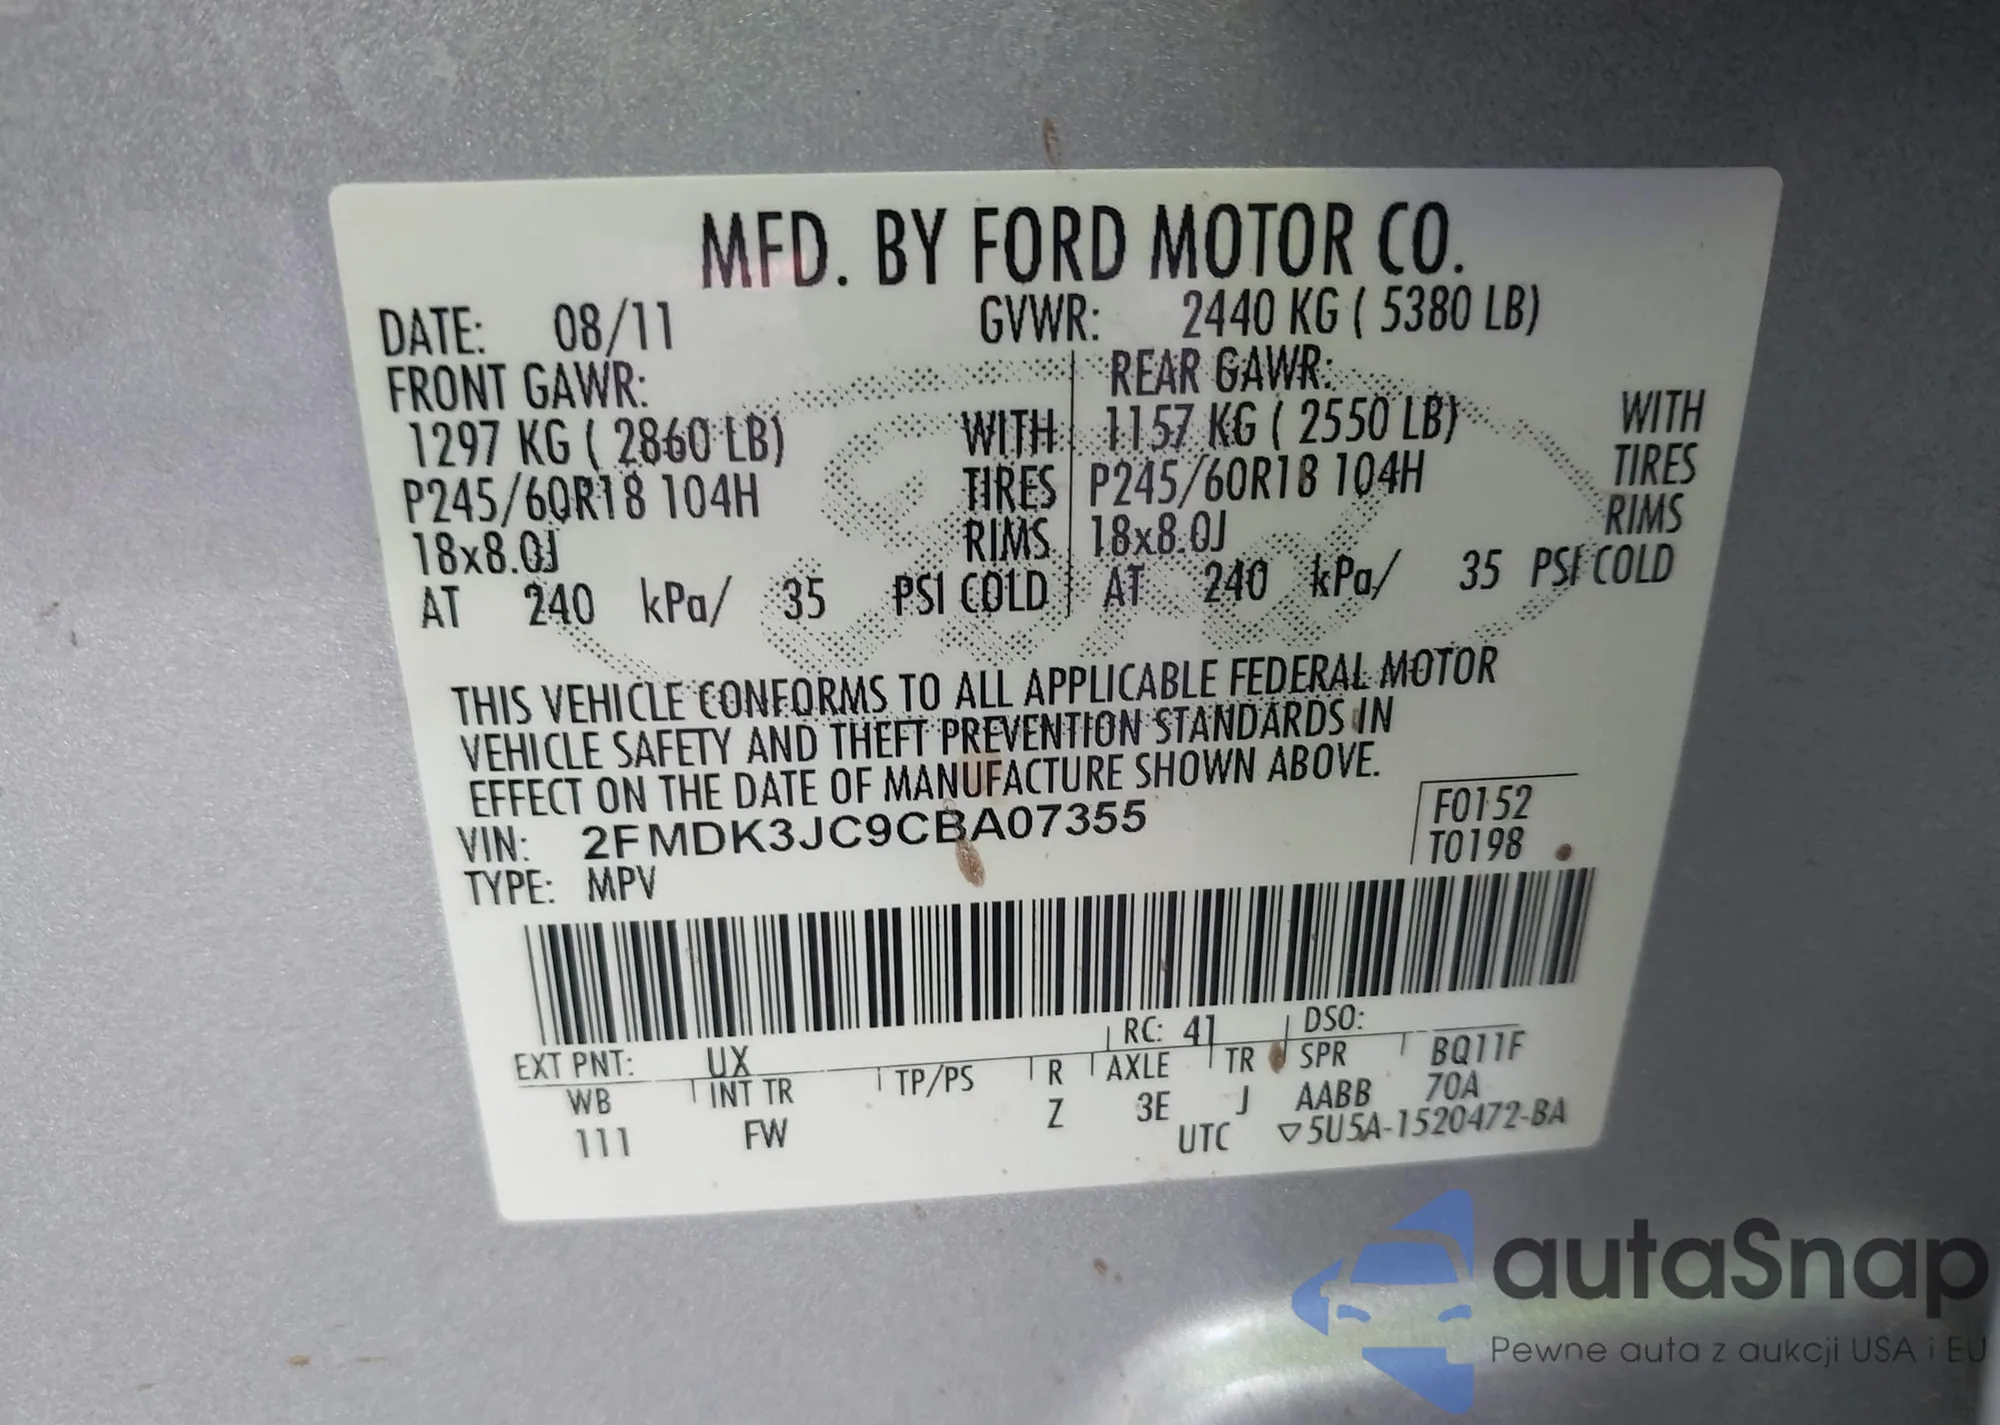 MFD. BY FORD MOTOR CO.
DATE: 08/11 GVWR: 2440 KG ( 5380 LB)
FRONT GAWR: REAR GAWR:
1297 KG ( 2860 LB) WITH 1157 KG ( 2550 LB) WITH
P245/60R18 104H TIRES P245/60R18 104H TIRES
18x8.0J RIMS 18x8.0J RIMS
AT 240 kPa/ 35 PSI COLD AT 240 kPa/ 35 PSI COLD
THIS VEHICLE CONFORMS TO ALL APPLICABLE FEDERAL MOTOR
VEHICLE SAFETY AND THEFT PREVENTION STANDARDS IN
EFFECT ON THE DATE OF MANUFACTURE SHOWN ABOVE.
VIN: 2FMDK3JC9CBA07355
F0152
TYPE: MPV
T0198
EXT PNT: UX RC: 41 DSO:
WB INT TR TP/PS R AXLE TR SPR BQ11F
111 FW Z 3E J AABB 70A
UTC ▽5U5A-1520472-BA
autaSnap
Pewne auta z aukcji USA i EU